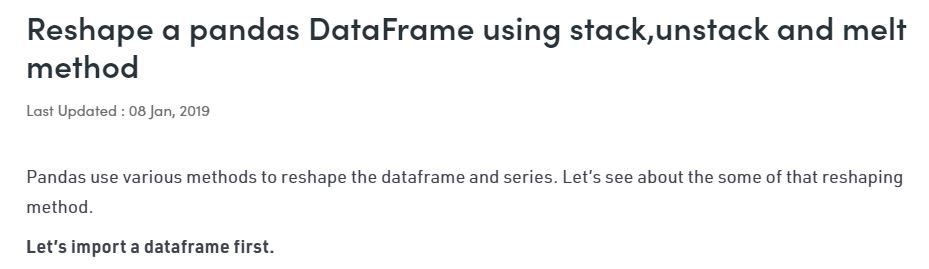 Reshape a pandas DataFrame using stack,unstack and melt
method
Last Updated : 08 Jan, 2019
Pandas use various methods to reshape the dataframe and series. Let’s see about the some of that reshaping
method.
Let’s import a dataframe first.